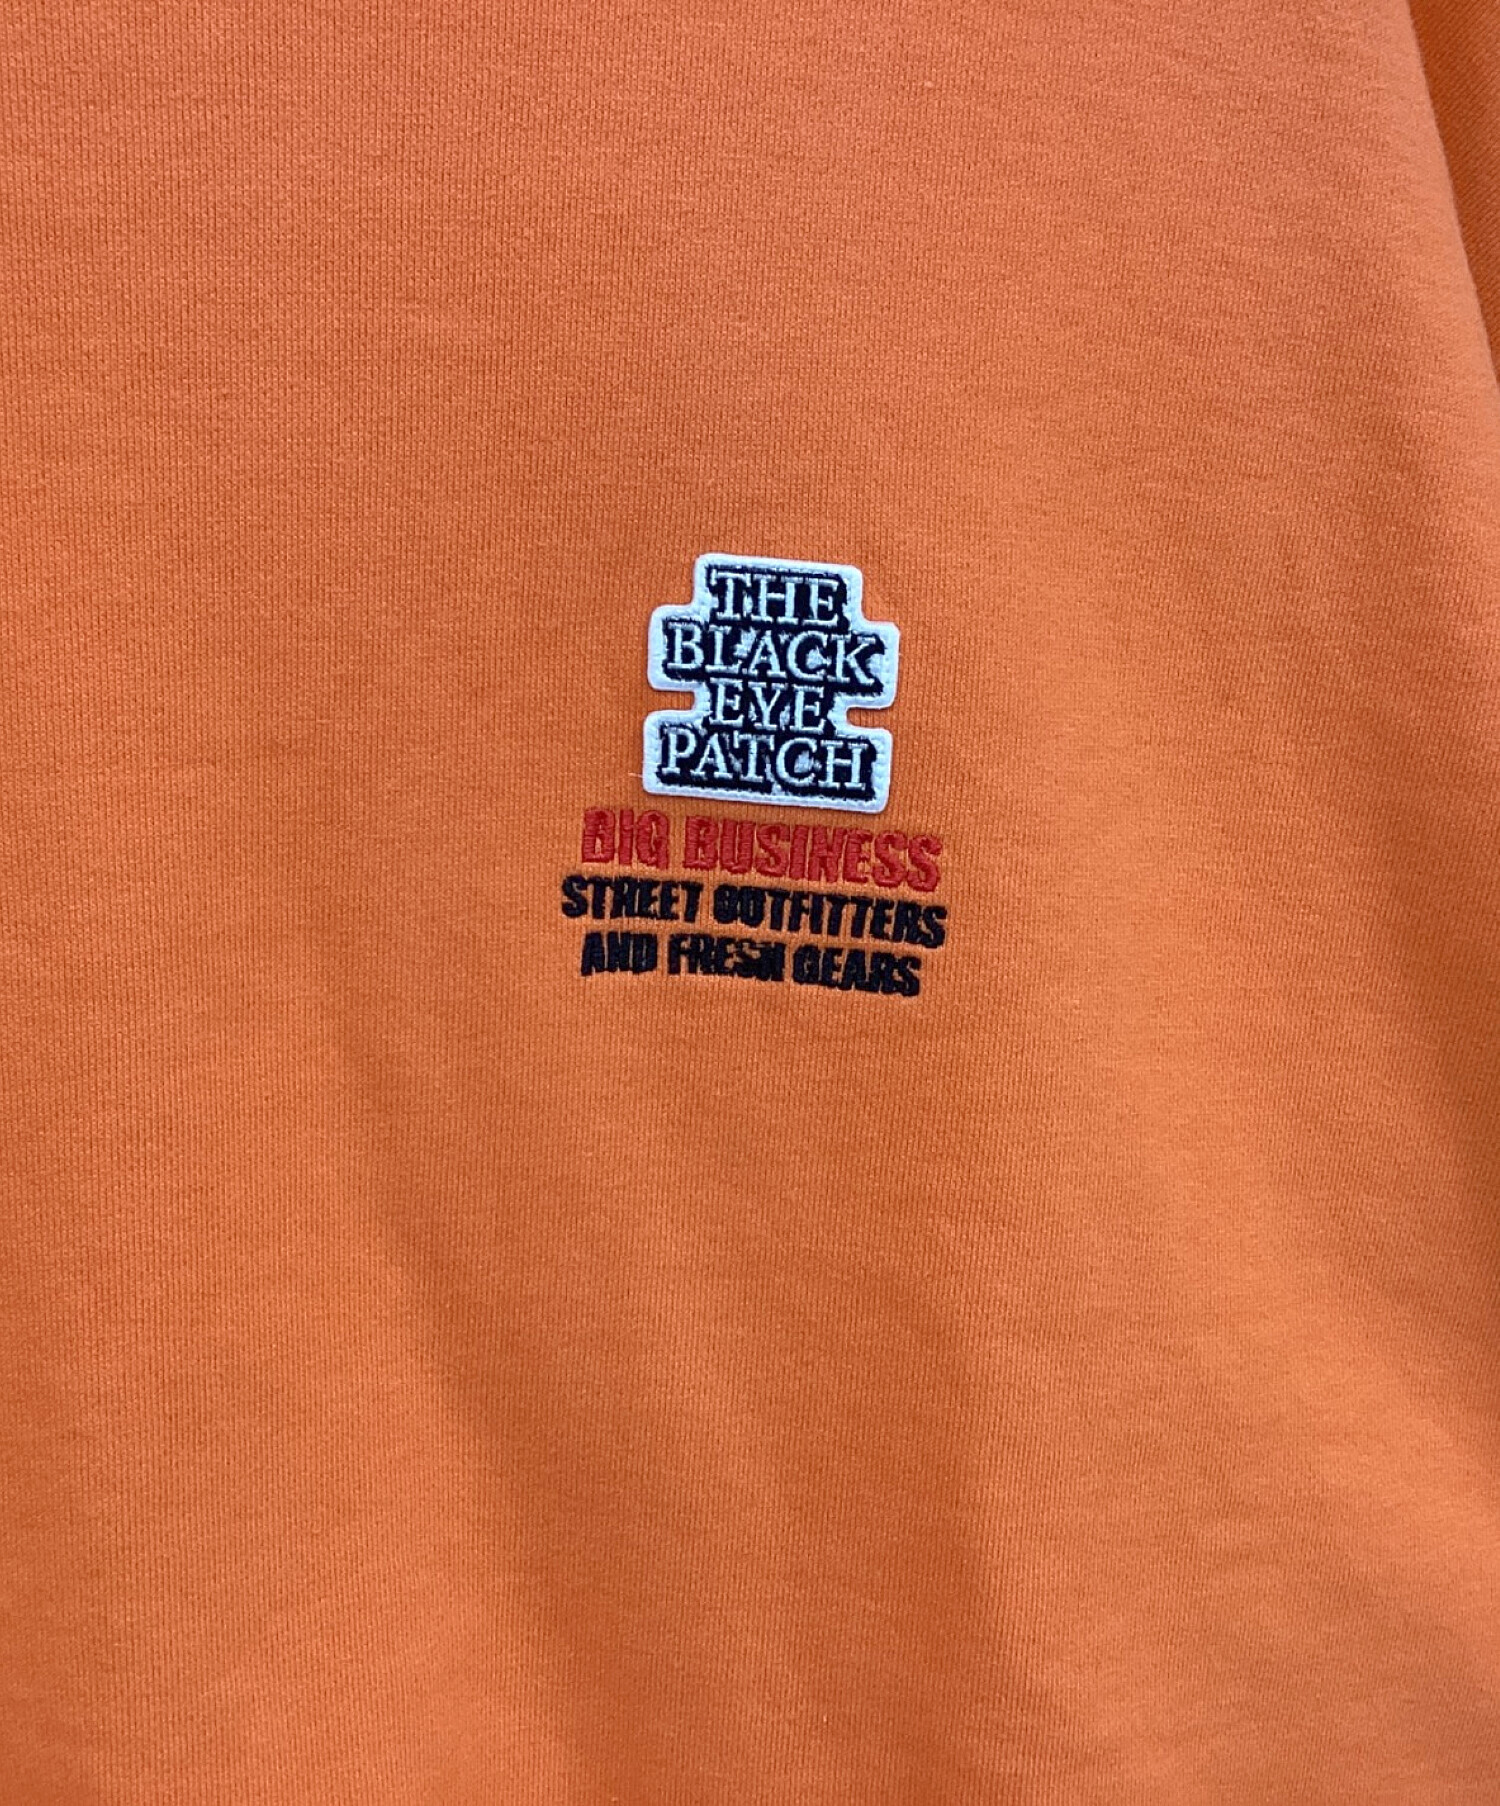 THE
BLACK
EYE
PATCH
BIG BUSINESS
STREET OUTFITTERS
AND FRESH GEARS